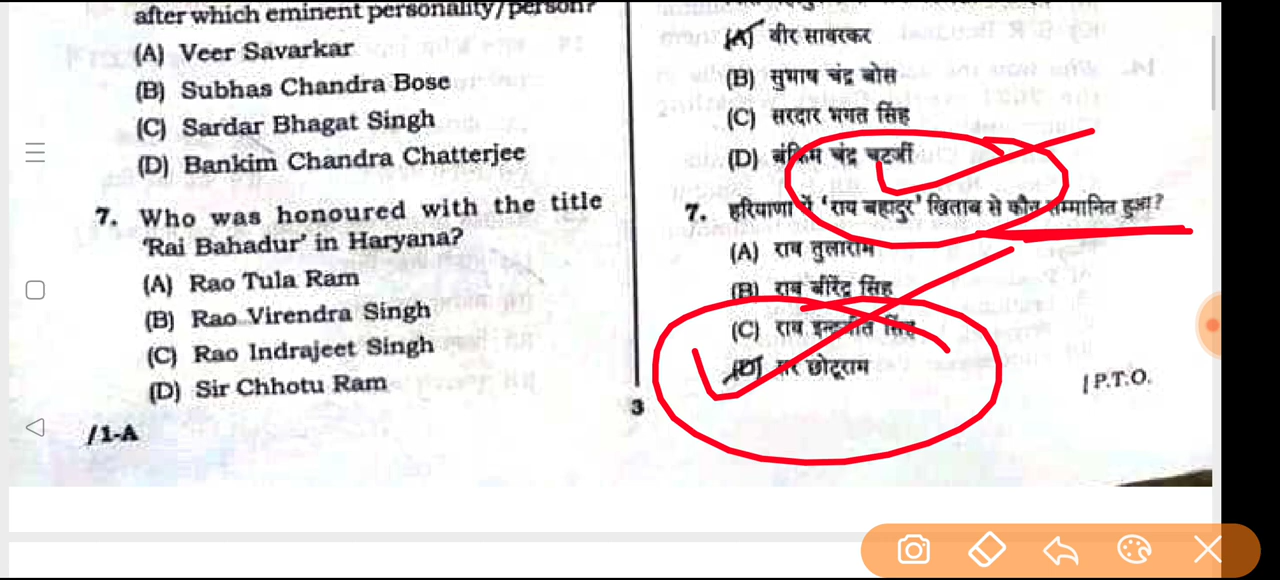 after which eminent personality/person?
(A) Veer Savarkar
(B) Subhas Chandra Bose
(C) Sardar Bhagat Singh
(D) Bankim Chandra Chatterjee
7. Who was honoured with the title
'Rai Bahadur' in Haryana?
(A) Rao Tula Ram
(B) Rao Virendra Singh
(C) Rao Indrajeet Singh
(D) Sir Chhotu Ram
/1-A
3
(A) वीर सावरकर
(B) सुभाष चंद्र बोस
(C) सरदार भगत सिंह
(D) बंकिम चंद्र चटर्जी
7. हरियाणा में 'राय बहादुर' खिताब से कौन सम्मानित हुआ?
(A) राव तुलाराम
(B) राव बीरेंद्र सिंह
(C) राव इन्द्रजीत सिंह
(D) सर छोटूराम
[ P.T.O.